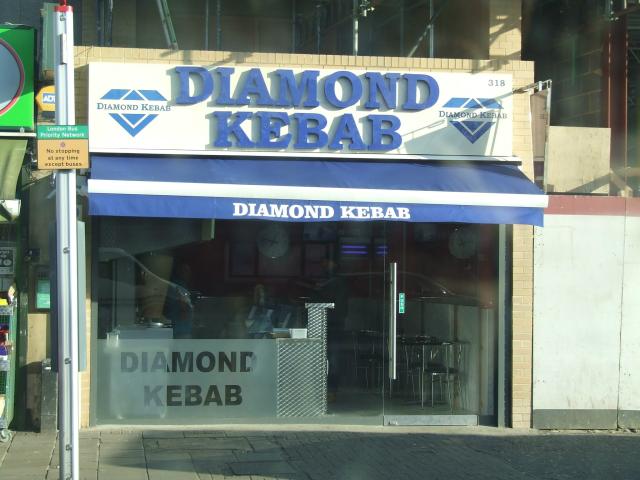 DIAMOND
KEBAB
318
DIAMOND KEBAB
DIAMOND KEBAB
DIAMOND KEBAB
London Bus
Priority Network
No stopping
at any time
except buses
DIAMOND
KEBAB